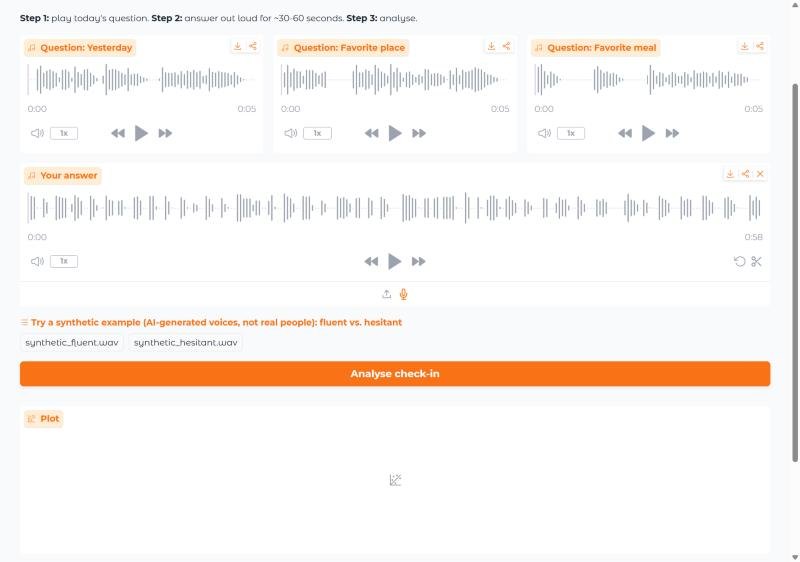 Step 1: play today's question. Step 2: answer out loud for ~30-60 seconds. Step 3: analyse.
Question: Yesterday
0:00 0:05
1x
Question: Favorite place
0:00 0:05
1x
Question: Favorite meal
0:00 0:05
1x
Your answer
0:00 0:58
1x
Try a synthetic example (AI-generated voices, not real people): fluent vs. hesitant
synthetic_fluent.wav synthetic_hesitant.wav
Analyse check-in
Plot